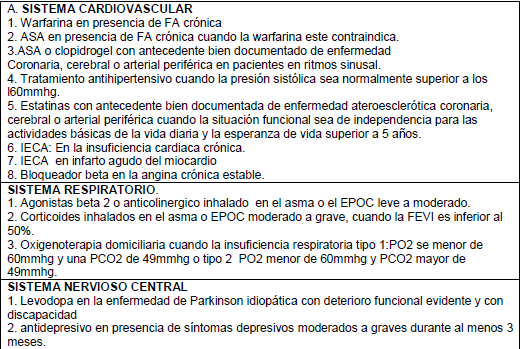 A. SISTEMA CARDIOVASCULAR
1. Warfarina en presencia de FA crónica
2. ASA en presencia de FA crónica cuando la warfarina este contraindica.
3.ASA o clopidrogel con antecedente bien documentado de enfermedad
Coronaria, cerebral o arterial periférica en pacientes en ritmos sinusal.
4. Tratamiento antihipertensivo cuando la presión sistólica sea normalmente superior a los
I60mmhg.
5. Estatinas con antecedente bien documentada de enfermedad ateroesclerótica coronaria,
cerebral o arterial periférica cuando la situación funcional sea de independencia para las
actividades básicas de la vida diaria y la esperanza de vida superior a 5 años.
6. IECA: En la insuficiencia cardiaca crónica.
7. IECA  en infarto agudo del miocardio
8. Bloqueador beta en la angina crónica estable.
SISTEMA RESPIRATORIO.
1. Agonistas beta 2 o anticolinergico inhalado  en el asma o el EPOC leve a moderado.
2. Corticoides inhalados en el asma o EPOC moderado a grave, cuando la FEVI es inferior al
50%.
3. Oxigenoterapia domiciliaria cuando la insuficiencia respiratoria tipo 1:PO2 se menor de
60mmhg y una PCO2 de 49mmhg o tipo 2  PO2 menor de 60mmhg y PCO2 mayor de
49mmhg.
SISTEMA NERVIOSO CENTRAL
1. Levodopa en la enfermedad de Parkinson idiopática con deterioro funcional evidente y con
discapacidad
2. antidepresivo en presencia de síntomas depresivos moderados a graves durante al menos 3
meses.